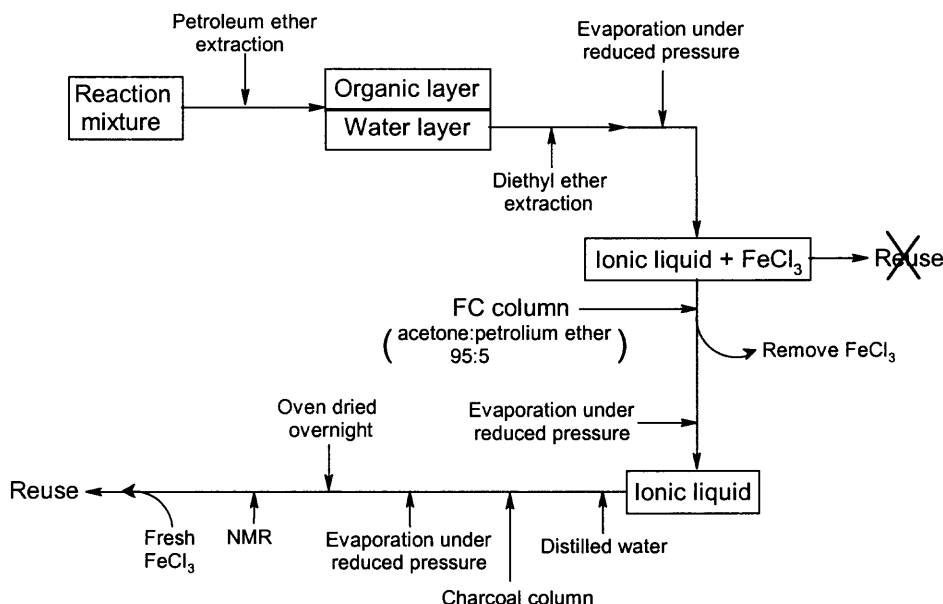 Petroleum ether
extraction
Evaporation under
reduced pressure
Reaction
mixture
Organic layer
Water layer
Diethyl ether
extraction
Ionic liquid + FeCl₃
Reuse
FC column
(acetone:petrolium ether
95:5)
Remove FeCl₃
Oven dried
overnight
Evaporation under
reduced pressure
Reuse
Ionic liquid
Fresh
FeCl₃
NMR
Evaporation under
reduced pressure
Distilled water
Charcoal column